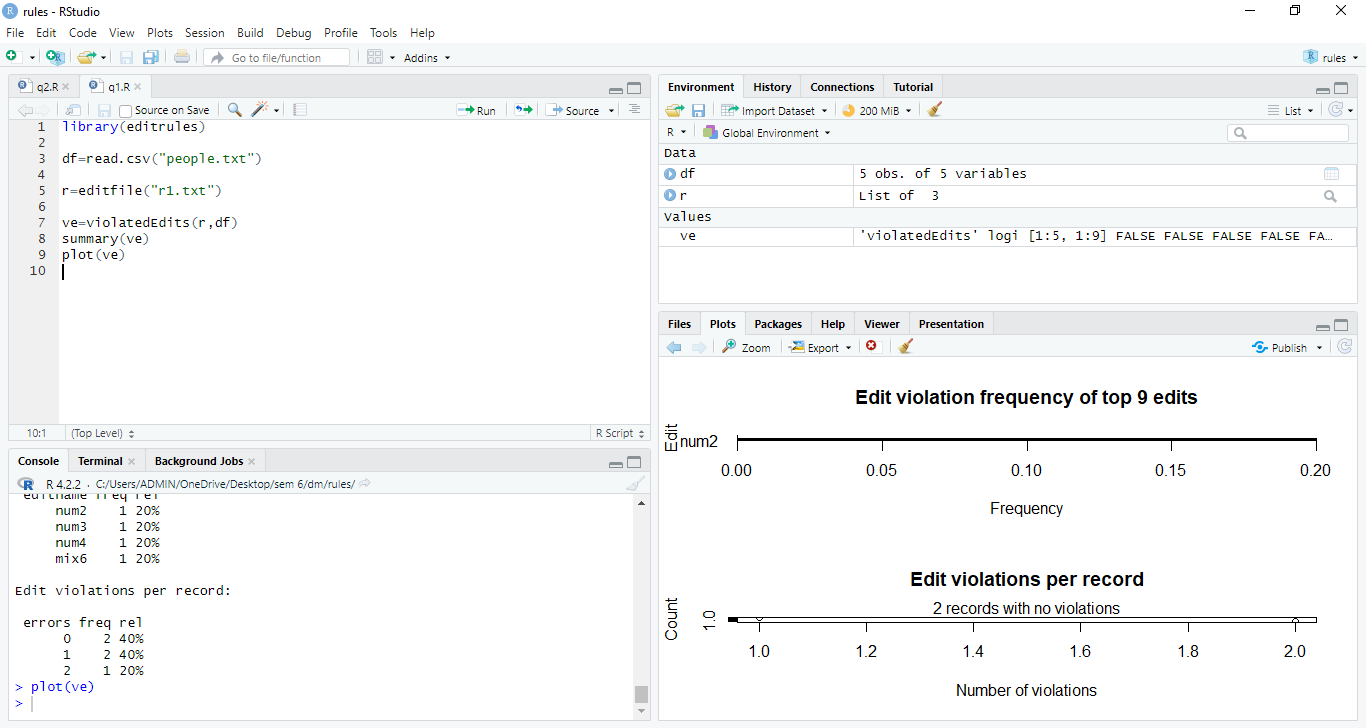 rules - RStudio
File Edit Code View Plots Session Build Debug Profile Tools Help
Go to file/function Addins rules
q2.R q1.R
Source on Save Run Source
1 library(editrules)
2
3 df=read.csv("people.txt")
4
5 r=editfile("r1.txt")
6
7 ve=violatedEdits(r,df)
8 summary(ve)
9 plot(ve)
10
10:1 (Top Level) R Script
Console Terminal Background Jobs
R 4.2.2 · C:/Users/ADMIN/OneDrive/Desktop/sem 6/dm/rules/
editname freq rel
num2 1 20%
num3 1 20%
num4 1 20%
mix6 1 20%
Edit violations per record:
errors freq rel
0 2 40%
1 2 40%
2 1 20%
> plot(ve)
>
Environment History Connections Tutorial
Import Dataset 200 MiB List
R Global Environment
Data
df 5 obs. of 5 variables
r List of 3
Values
ve 'violatedEdits' logi [1:5, 1:9] FALSE FALSE FALSE FALSE FA…
Files Plots Packages Help Viewer Presentation
Zoom Export Publish
Edit violation frequency of top 9 edits
Edit
num2
0.00 0.05 0.10 0.15 0.20
Frequency
Edit violations per record
2 records with no violations
Count
1.0
1.0 1.2 1.4 1.6 1.8 2.0
Number of violations